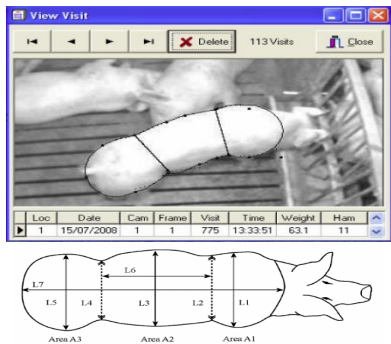 View Visit
Delete 113 Visits Close
Loc Date Cam Frame Visit Time Weight Ham
1 15/07/2008 1 1 775 13:33:51 63.1 11
L6
L7
L5 L4 L3 L2 L1
Area A3 Area A2 Area A1